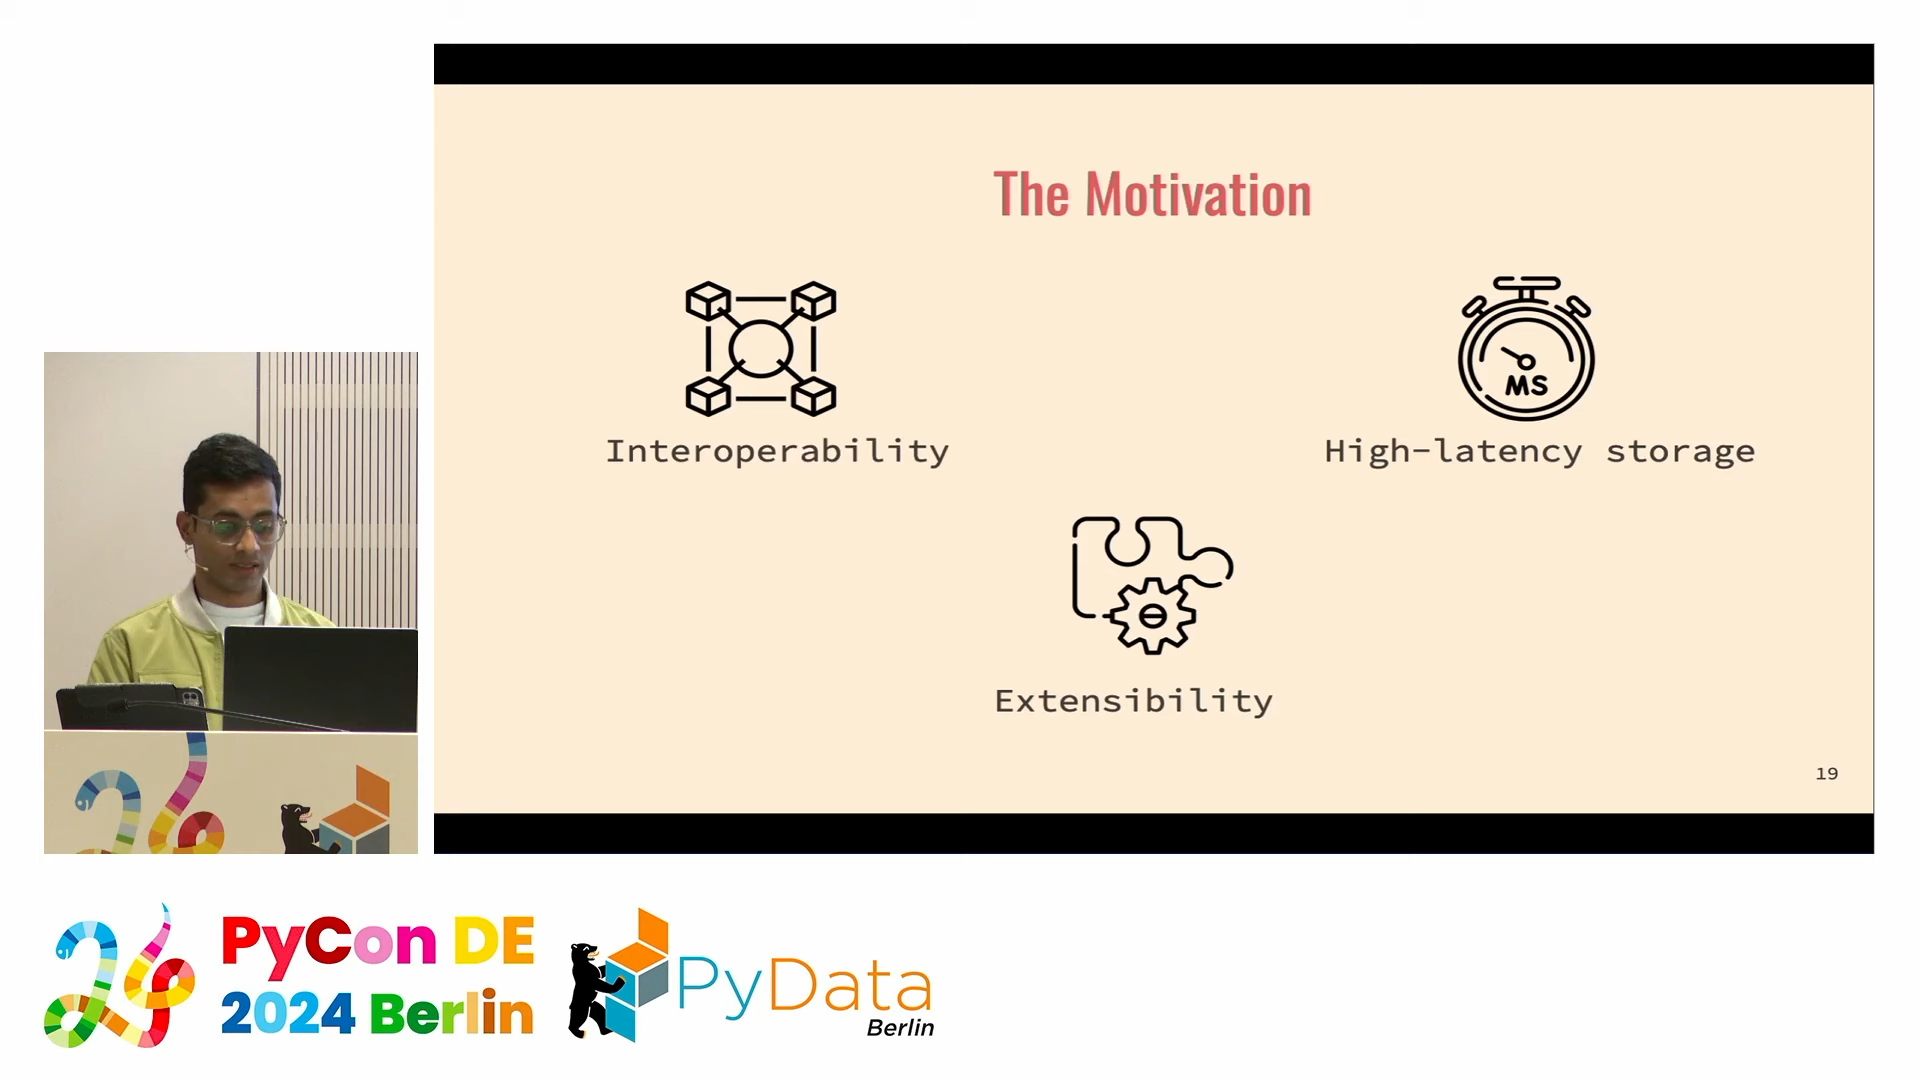 The Motivation
MS
Interoperability
High-latency storage
Extensibility
19
PyCon DE
2024 Berlin
PyData
Berlin